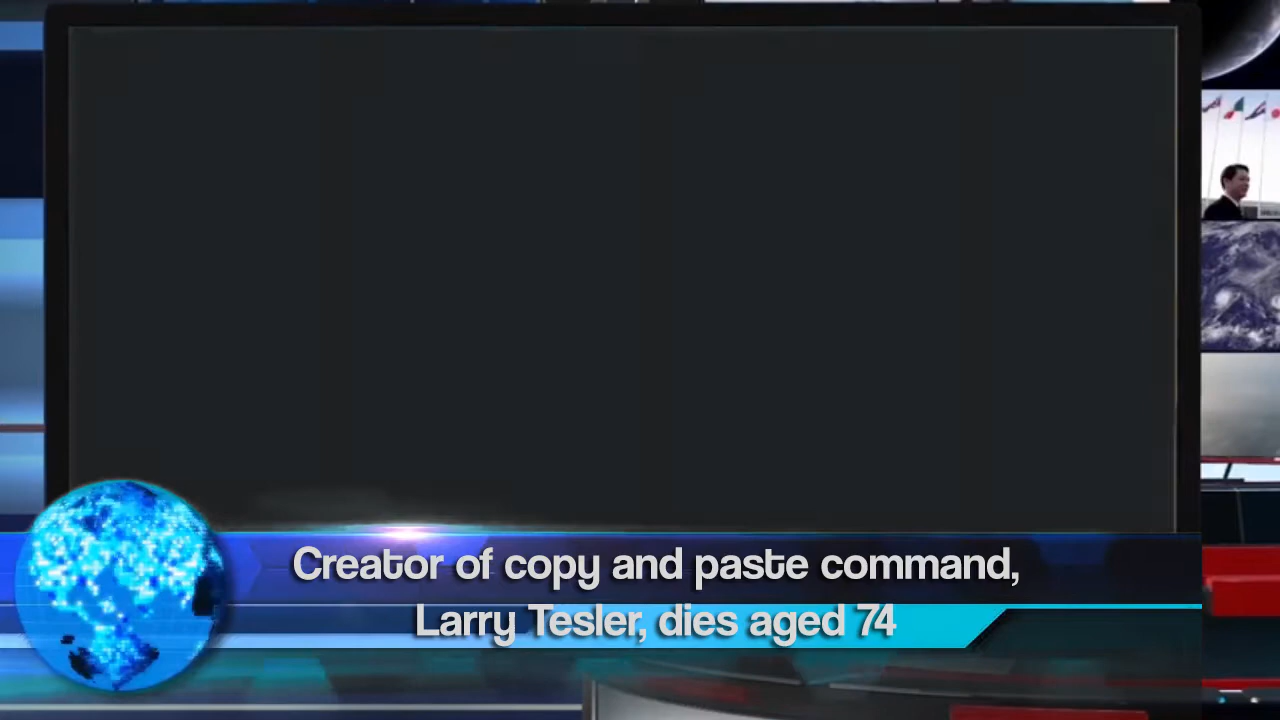 Creator of copy and paste command,
Larry Tesler, dies aged 74